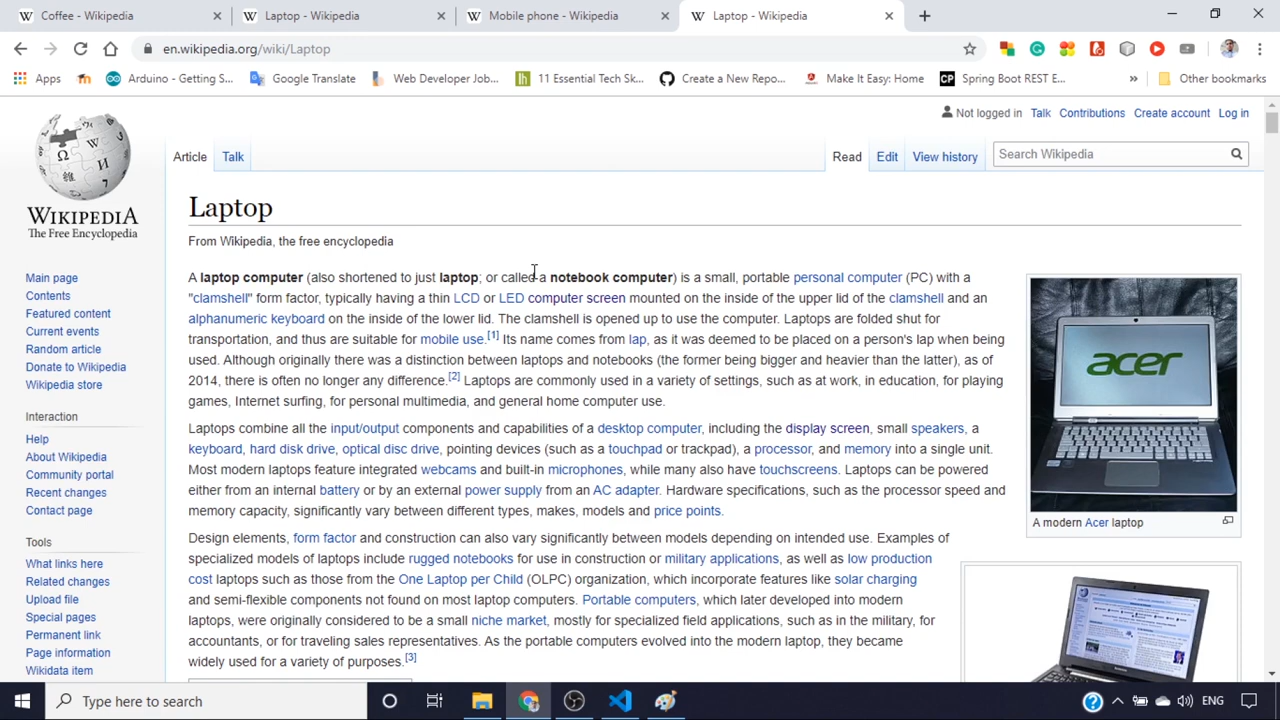 Coffee - Wikipedia
Laptop - Wikipedia
Mobile phone - Wikipedia
Laptop - Wikipedia
en.wikipedia.org/wiki/Laptop
Apps
Arduino - Getting S...
Google Translate
Web Developer Job...
11 Essential Tech Sk...
Create a New Repo...
Make It Easy: Home
CP
Spring Boot REST E...
»
Other bookmarks
Not logged in Talk Contributions Create account Log in
Article Talk
Read Edit View history
Search Wikipedia
WIKIPEDIA
The Free Encyclopedia
Main page
Contents
Featured content
Current events
Random article
Donate to Wikipedia
Wikipedia store
Interaction
Help
About Wikipedia
Community portal
Recent changes
Contact page
Tools
What links here
Related changes
Upload file
Special pages
Permanent link
Page information
Wikidata item
Laptop
From Wikipedia, the free encyclopedia
A laptop computer (also shortened to just laptop; or called a notebook computer) is a small, portable personal computer (PC) with a
"clamshell" form factor, typically having a thin LCD or LED computer screen mounted on the inside of the upper lid of the clamshell and an
alphanumeric keyboard on the inside of the lower lid. The clamshell is opened up to use the computer. Laptops are folded shut for
transportation, and thus are suitable for mobile use.[1] Its name comes from lap, as it was deemed to be placed on a person's lap when being
used. Although originally there was a distinction between laptops and notebooks (the former being bigger and heavier than the latter), as of
2014, there is often no longer any difference.[2] Laptops are commonly used in a variety of settings, such as at work, in education, for playing
games, Internet surfing, for personal multimedia, and general home computer use.
Laptops combine all the input/output components and capabilities of a desktop computer, including the display screen, small speakers, a
keyboard, hard disk drive, optical disc drive, pointing devices (such as a touchpad or trackpad), a processor, and memory into a single unit.
Most modern laptops feature integrated webcams and built-in microphones, while many also have touchscreens. Laptops can be powered
either from an internal battery or by an external power supply from an AC adapter. Hardware specifications, such as the processor speed and
memory capacity, significantly vary between different types, makes, models and price points.
Design elements, form factor and construction can also vary significantly between models depending on intended use. Examples of
specialized models of laptops include rugged notebooks for use in construction or military applications, as well as low production
cost laptops such as those from the One Laptop per Child (OLPC) organization, which incorporate features like solar charging
and semi-flexible components not found on most laptop computers. Portable computers, which later developed into modern
laptops, were originally considered to be a small niche market, mostly for specialized field applications, such as in the military, for
accountants, or for traveling sales representatives. As the portable computers evolved into the modern laptop, they became
widely used for a variety of purposes.[3]
acer
A modern Acer laptop
Type here to search
ENG